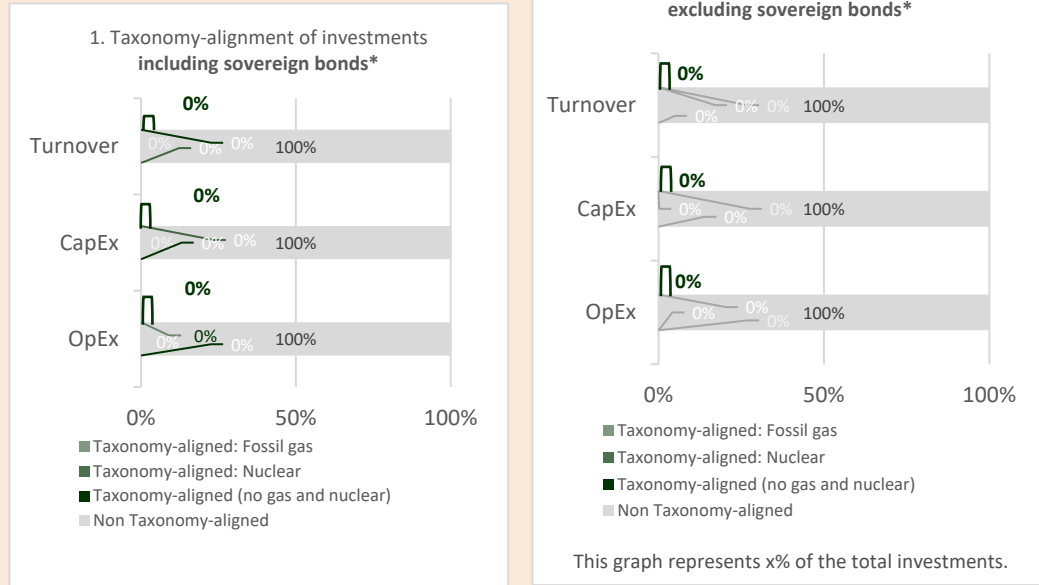 1. Taxonomy-alignment of investments
including sovereign bonds*
0%
Turnover
0% 0% 0% 100%
0%
CapEx
0% 0% 0% 100%
0%
OpEx
0% 0% 0% 100%
0% 50% 100%
Taxonomy-aligned: Fossil gas
Taxonomy-aligned: Nuclear
Taxonomy-aligned (no gas and nuclear)
Non Taxonomy-aligned
excluding sovereign bonds*
0%
Turnover
0% 0% 0% 100%
0%
CapEx
0% 0% 0% 100%
0%
OpEx
0% 0% 0% 100%
0% 50% 100%
Taxonomy-aligned: Fossil gas
Taxonomy-aligned: Nuclear
Taxonomy-aligned (no gas and nuclear)
Non Taxonomy-aligned
This graph represents x% of the total investments.